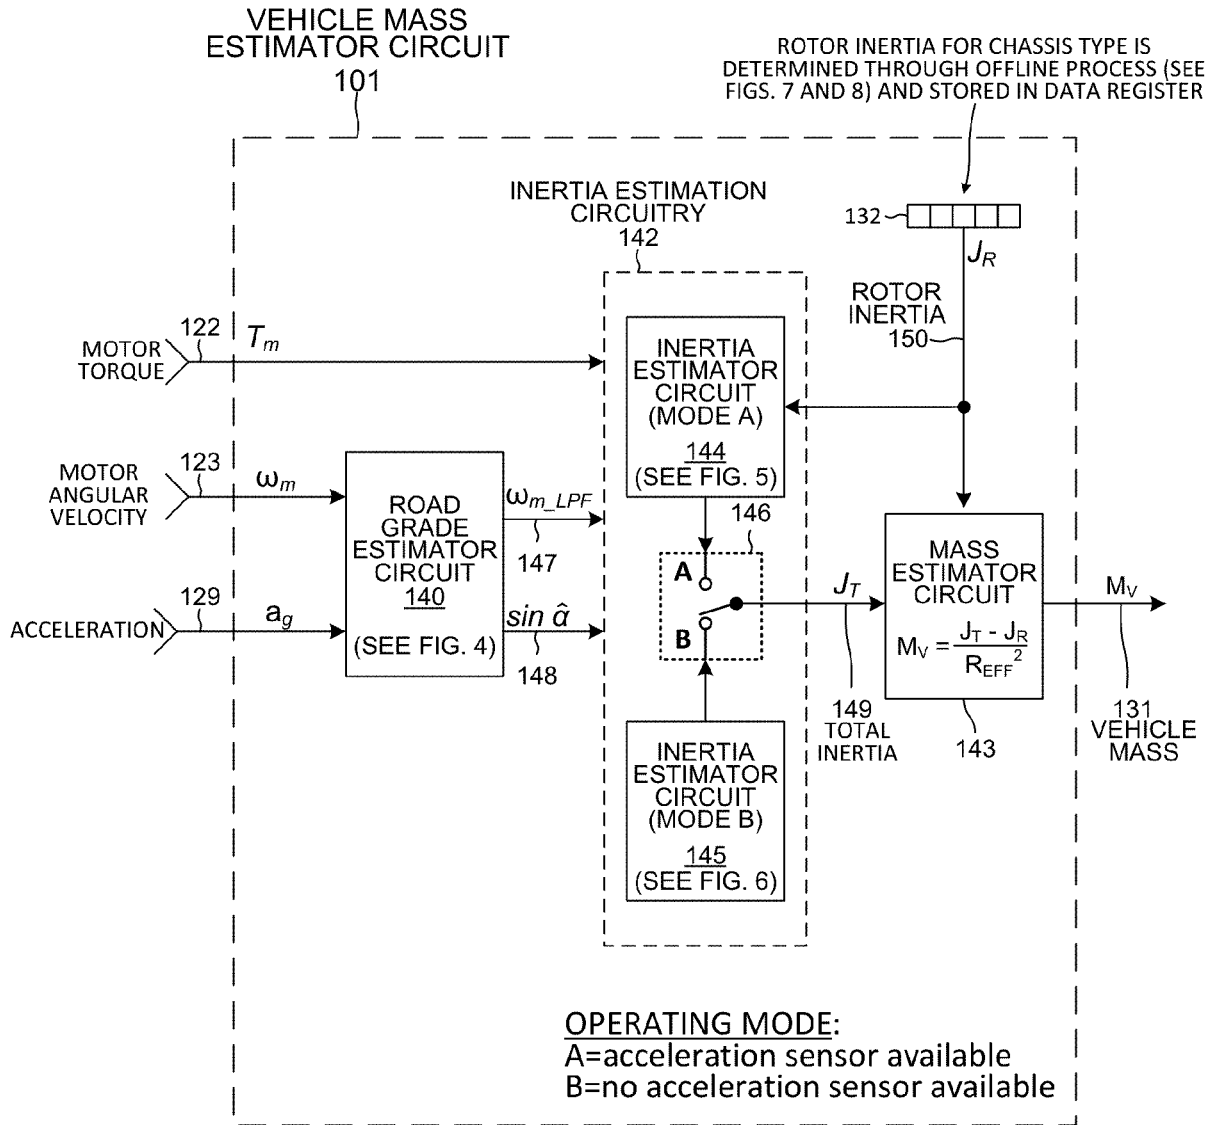 VEHICLE MASS
ESTIMATOR CIRCUIT
101
ROTOR INERTIA FOR CHASSIS TYPE IS
DETERMINED THROUGH OFFLINE PROCESS (SEE
FIGS. 7 AND 8) AND STORED IN DATA REGISTER
INERTIA ESTIMATION
CIRCUITRY
142
132
J_R
ROTOR
INERTIA
150
MOTOR
TORQUE
122
T_m
INERTIA
ESTIMATOR
CIRCUIT
(MODE A)
144
(SEE FIG. 5)
MOTOR
ANGULAR
VELOCITY
123
ω_m
ROAD
GRADE
ESTIMATOR
CIRCUIT
140
(SEE FIG. 4)
ω_m_LPF
147
146
A
B
ACCELERATION
129
a_g
sin α̂
148
J_T
149
TOTAL
INERTIA
MASS
ESTIMATOR
CIRCUIT
M_V = (J_T - J_R) / R_EFF²
143
M_V
131
VEHICLE
MASS
INERTIA
ESTIMATOR
CIRCUIT
(MODE B)
145
(SEE FIG. 6)
OPERATING MODE:
A=acceleration sensor available
B=no acceleration sensor available